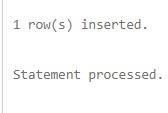 1 row(s) inserted.
Statement processed.